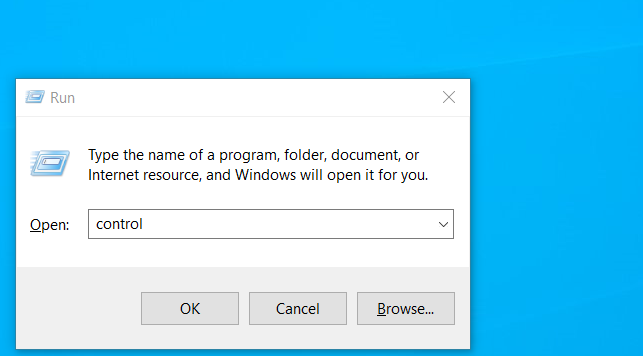 Run
Type the name of a program, folder, document, or
Internet resource, and Windows will open it for you.
Open: control
OK Cancel Browse...